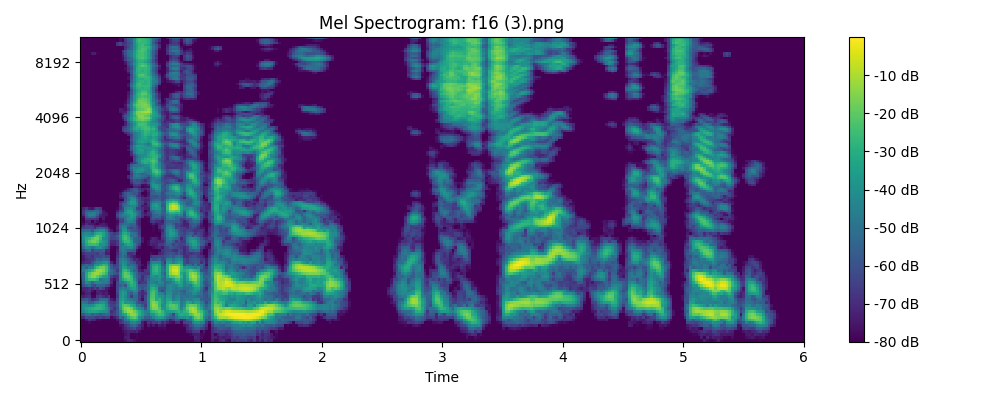 Mel Spectrogram: f16 (3).png
8192
4096
2048
1024
512
0
Hz
0 1 2 3 4 5 6
Time
-10 dB
-20 dB
-30 dB
-40 dB
-50 dB
-60 dB
-70 dB
-80 dB